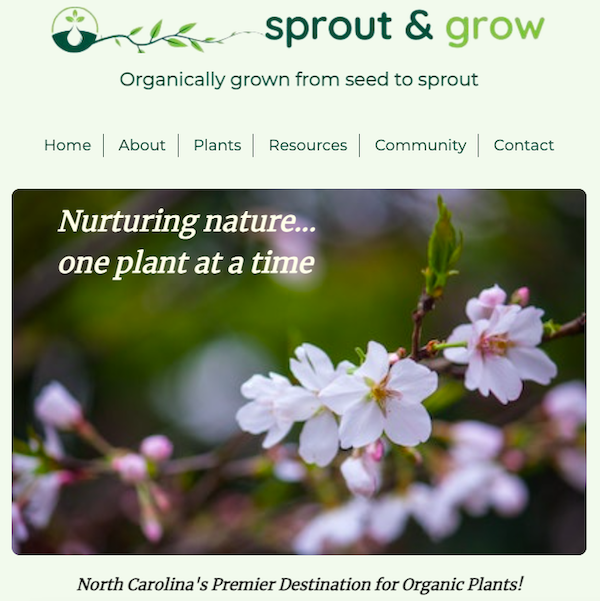 sprout & grow
Organically grown from seed to sprout
Home About Plants Resources Community Contact
Nurturing nature...
one plant at a time
North Carolina's Premier Destination for Organic Plants!